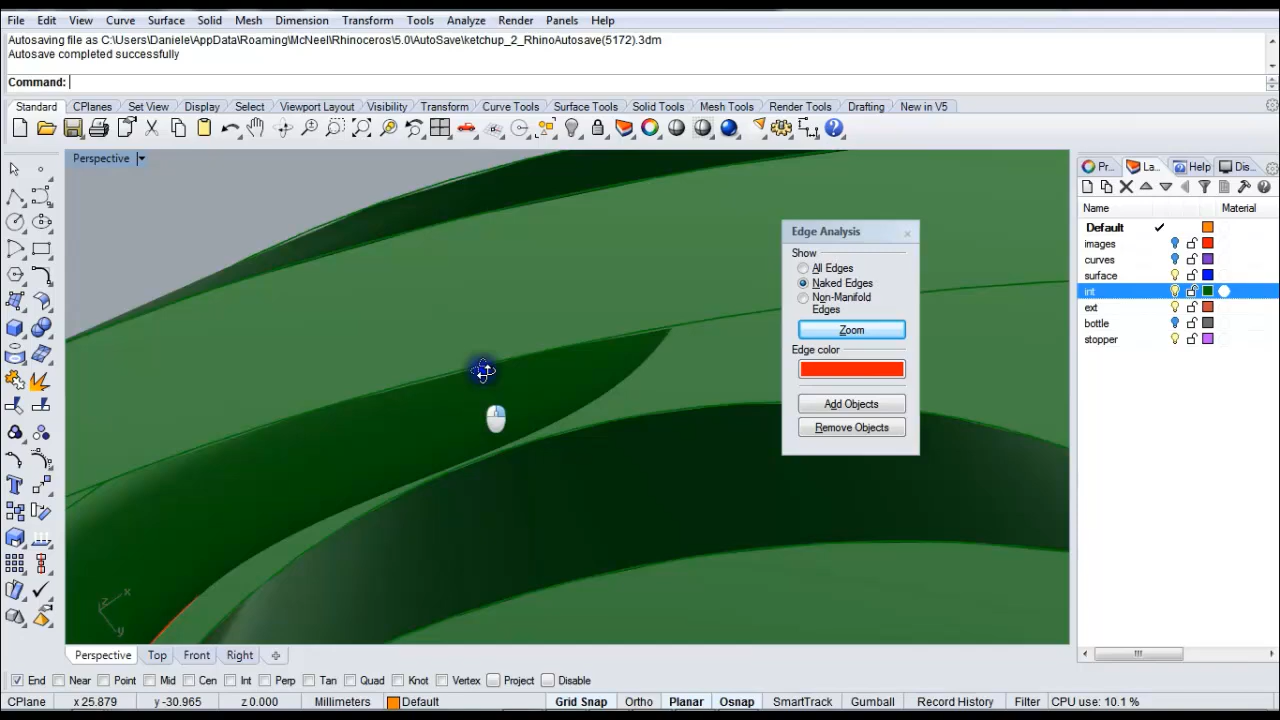 File Edit View Curve Surface Solid Mesh Dimension Transform Tools Analyze Render Panels Help
Autosaving file as C:\Users\Daniele\AppData\Roaming\McNeel\Rhinoceros\5.0\AutoSave\ketchup_2_RhinoAutosave(5172).3dm
Autosave completed successfully
Command:
Standard CPlanes Set View Display Select Viewport Layout Visibility Transform Curve Tools Surface Tools Solid Tools Mesh Tools Render Tools Drafting New in V5
Perspective
Pr... La... Help Dis...
Name Material
Default
images
curves
surface
int
ext
bottle
stopper
Edge Analysis
Show
All Edges
Naked Edges
Non-Manifold
Edges
Zoom
Edge color
Add Objects
Remove Objects
z x
y
Perspective Top Front Right
End Near Point Mid Cen Int Perp Tan Quad Knot Vertex Project Disable
CPlane x 25.879 y -30.965 z 0.000 Millimeters Default Grid Snap Ortho Planar Osnap SmartTrack Gumball Record History Filter CPU use: 10.1 %